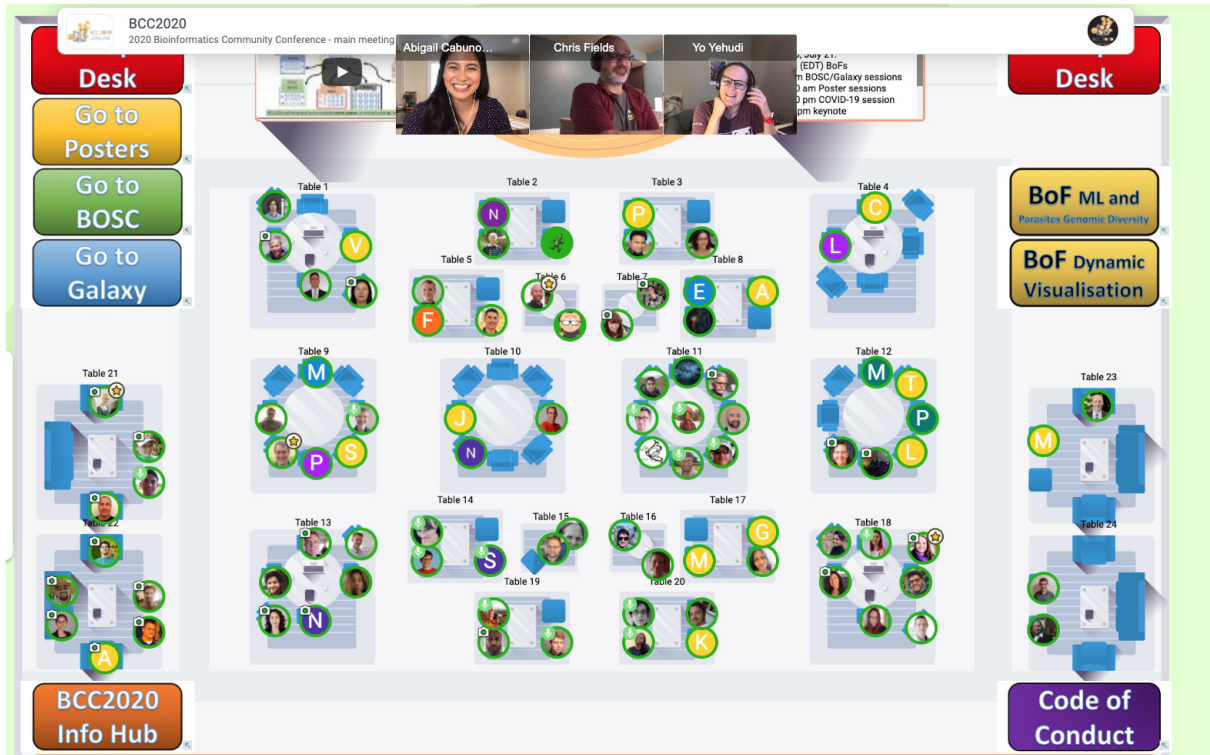 BCC2020
2020 Bioinformatics Community Conference - main meeting
Abigail Cabuno...
Chris Fields
Yo Yehudi
Desk
(EDT) BoFs
BOSC/Galaxy sessions
am Poster sessions
pm COVID-19 session
pm keynote
Desk
Go to
Posters
Go to
BOSC
Go to
Galaxy
BoF ML and
Parasites Genomic Diversity
BoF Dynamic
Visualisation
Table 1
V
Table 2
N
Table 3
P
Table 4
C
L
Table 5
F
Table 6
Table 7
Table 8
E
A
Table 9
M
P
S
Table 10
J
N
Table 11
Table 12
M
T
P
L
Table 21
Table 22
A
Table 23
M
Table 24
Table 13
N
Table 14
S
Table 15
Table 16
Table 17
G
M
Table 18
Table 19
Table 20
K
BCC2020
Info Hub
Code of
Conduct